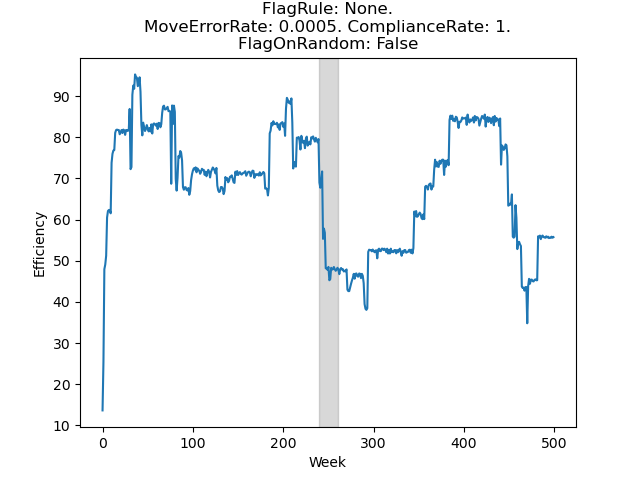 FlagRule: None.
MoveErrorRate: 0.0005. ComplianceRate: 1.
FlagOnRandom: False
90
80
70
60
50
40
30
20
10
Efficiency
0 100 200 300 400 500
Week